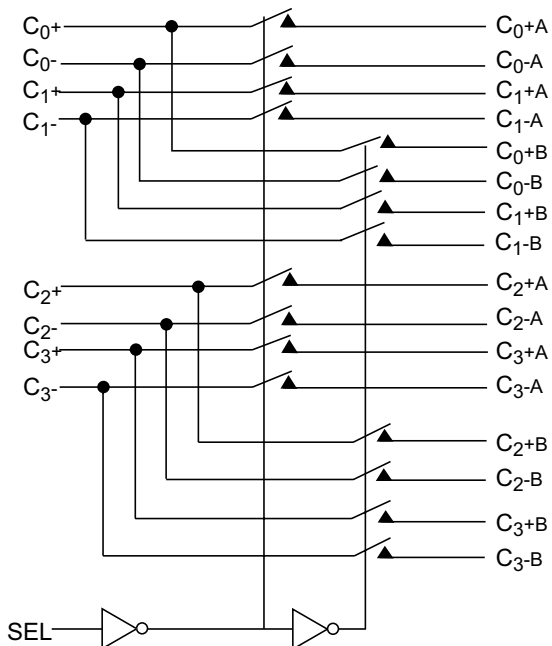 C0+ C0+A
C0- C0-A
C1+ C1+A
C1- C1-A
C0+B
C0-B
C1+B
C1-B
C2+ C2+A
C2- C2-A
C3+ C3+A
C3- C3-A
C2+B
C2-B
C3+B
C3-B
SEL